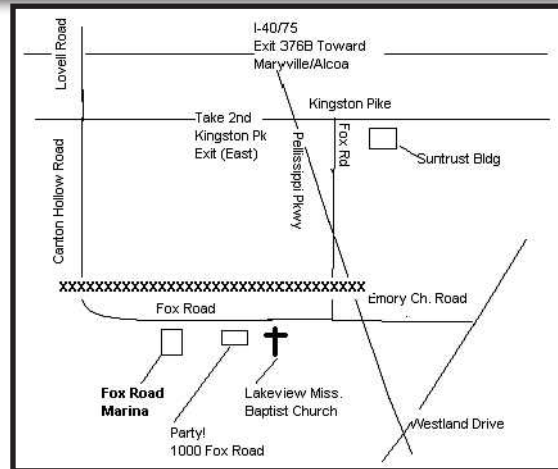 I-40/75
Exit 376B Toward
Maryville/Alcoa
Lovell Road
Kingston Pike
Take 2nd
Kingston Pk
Exit (East)
Pellissippi Pkwy
Fox Rd
Suntrust Bldg
Canton Hollow Road
xxxxxxxxxxxxxxxxxxxxxxxxxxxxxxxxxx
Fox Road
Emory Ch. Road
Fox Road
Marina
Party!
1000 Fox Road
Lakeview Miss.
Baptist Church
Westland Drive